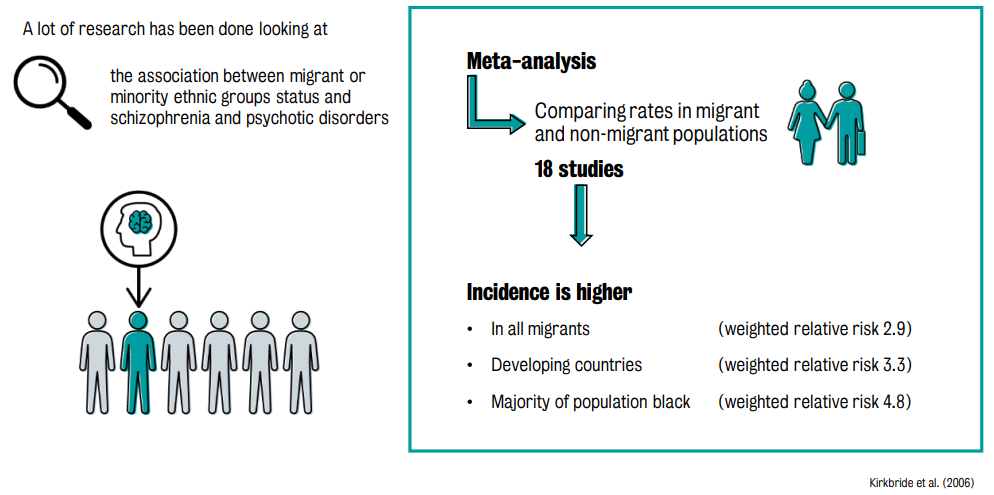 A lot of research has been done looking at
the association between migrant or
minority ethnic groups status and
schizophrenia and psychotic disorders
Meta-analysis
Comparing rates in migrant
and non-migrant populations
18 studies
Incidence is higher
• In all migrants (weighted relative risk 2.9)
• Developing countries (weighted relative risk 3.3)
• Majority of population black (weighted relative risk 4.8)
Kirkbride et al. (2006)